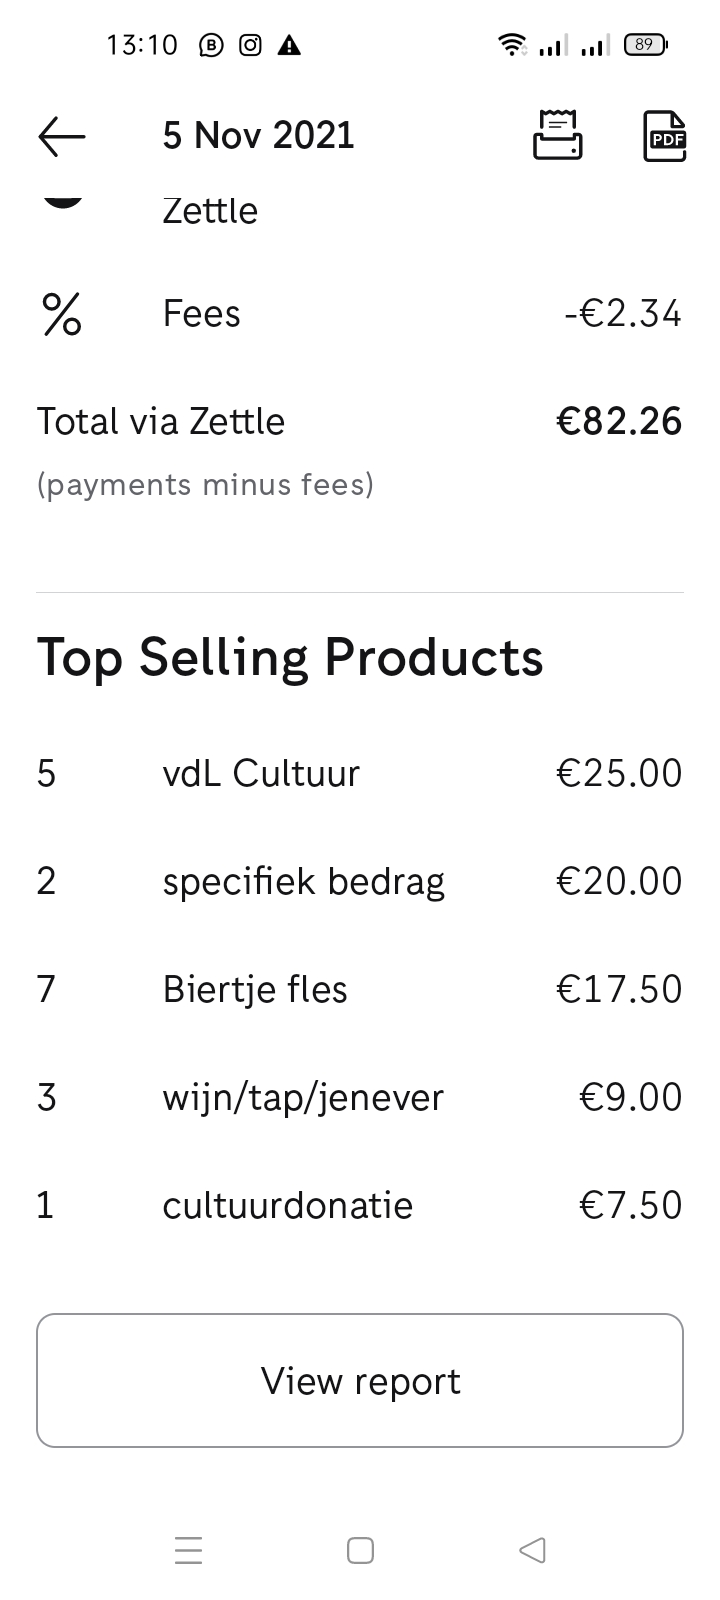 13:10 B 89
5 Nov 2021 PDF
Zettle
% Fees -€2.34
Total via Zettle €82.26
(payments minus fees)
Top Selling Products
5 vdL Cultuur €25.00
2 specifiek bedrag €20.00
7 Biertje fles €17.50
3 wijn/tap/jenever €9.00
1 cultuurdonatie €7.50
View report